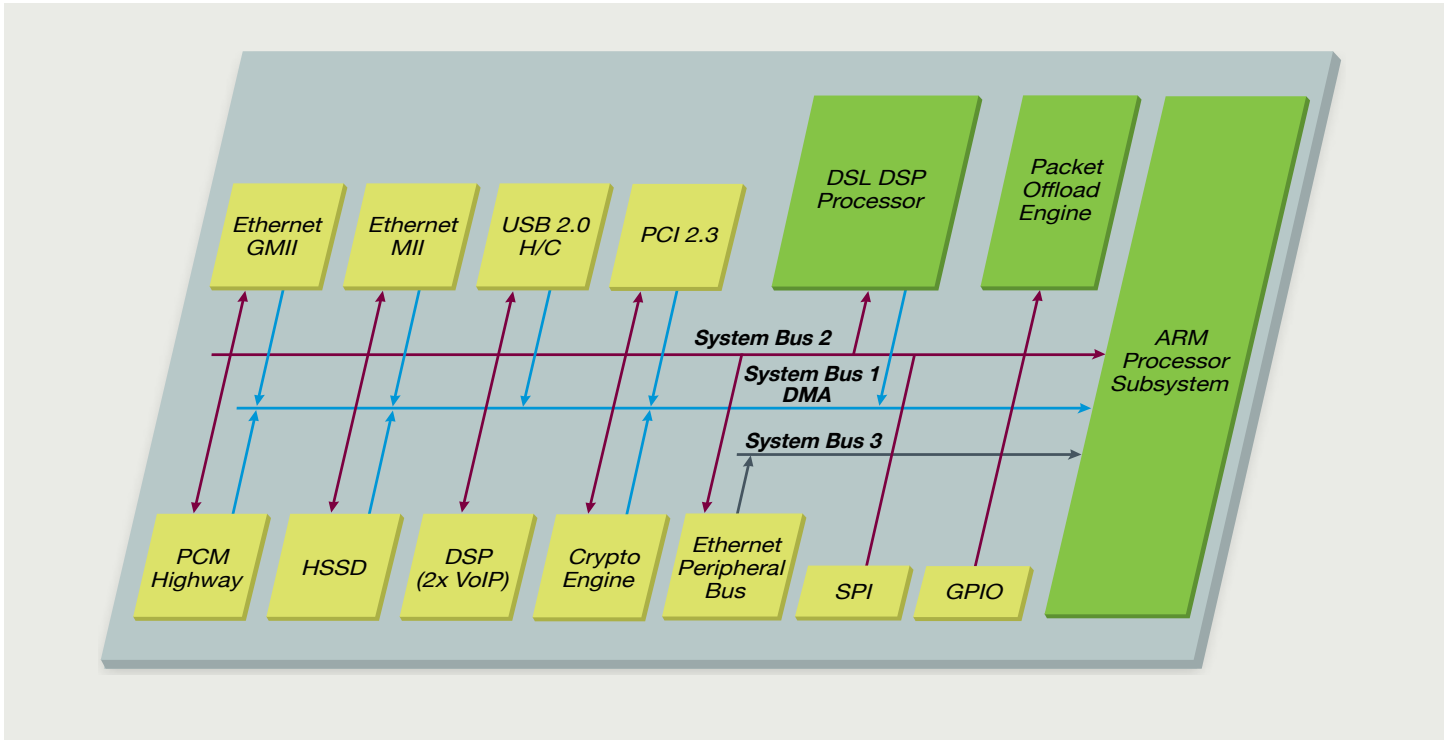 Ethernet
GMII
Ethernet
MII
USB 2.0
H/C
PCI 2.3
DSL DSP
Processor
Packet
Offload
Engine
System Bus 2
System Bus 1
DMA
System Bus 3
ARM
Processor
Subsystem
PCM
Highway
HSSD
DSP
(2x VoIP)
Crypto
Engine
Ethernet
Peripheral
Bus
SPI
GPIO